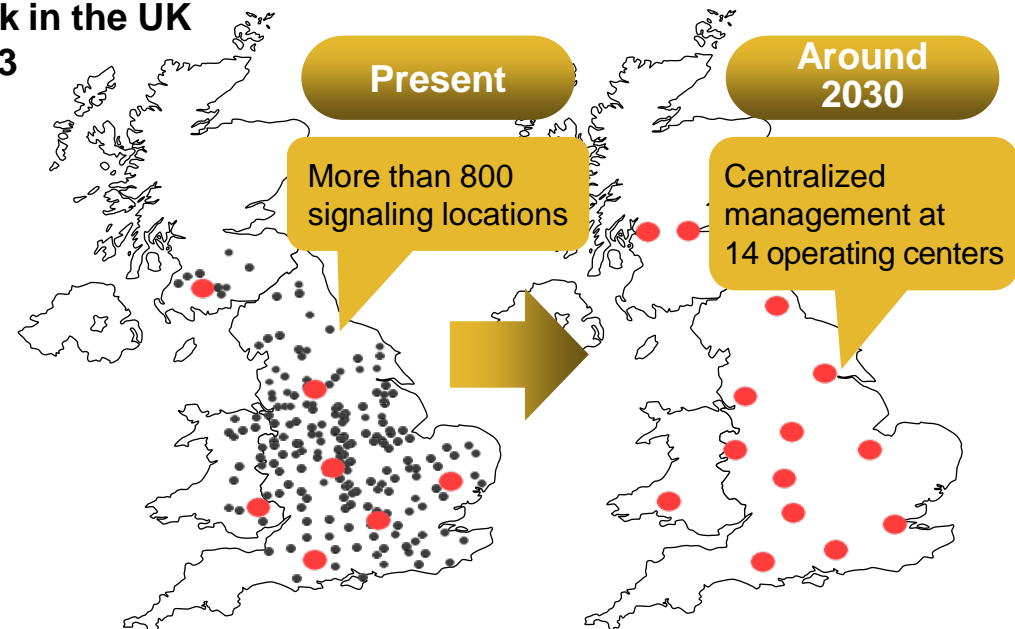 k in the UK
3
Present
Around
2030
More than 800
signaling locations
Centralized
management at
14 operating centers